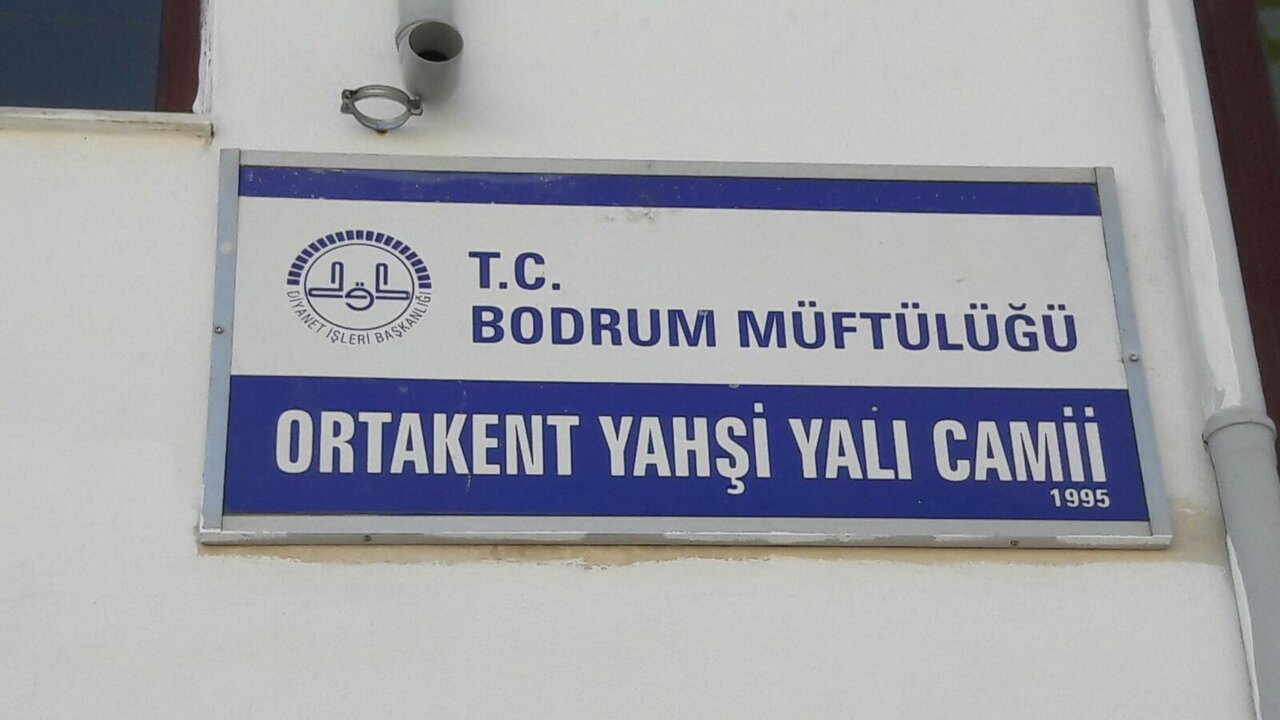 T.C.
BODRUM MÜFTÜLÜĞÜ
DİYANET İŞLERİ BAŞKANLIĞI
ORTAKENT YAHŞİ YALI CAMİİ
1995